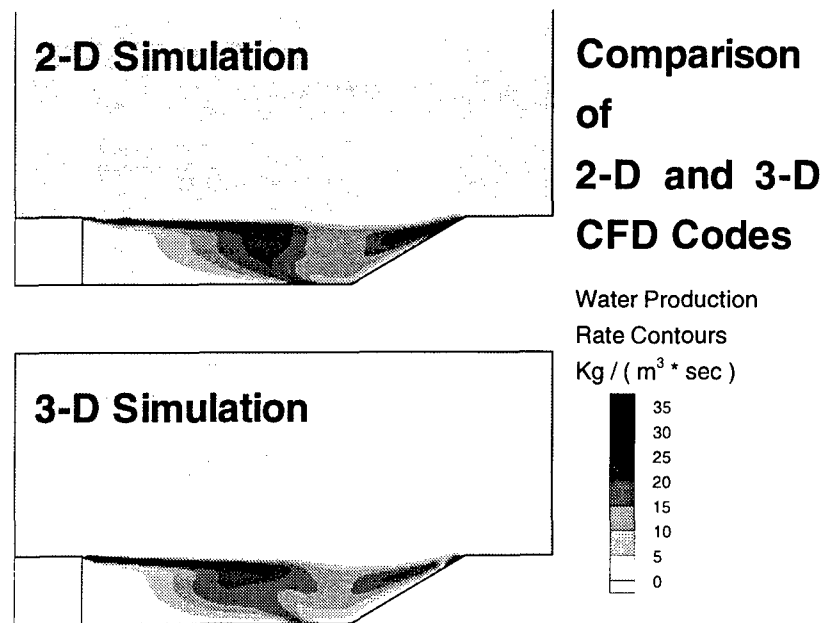 2-D Simulation
Comparison
of
2-D and 3-D
CFD Codes
Water Production
Rate Contours
Kg / ( m³ * sec )
35
30
25
20
15
10
5
0
3-D Simulation